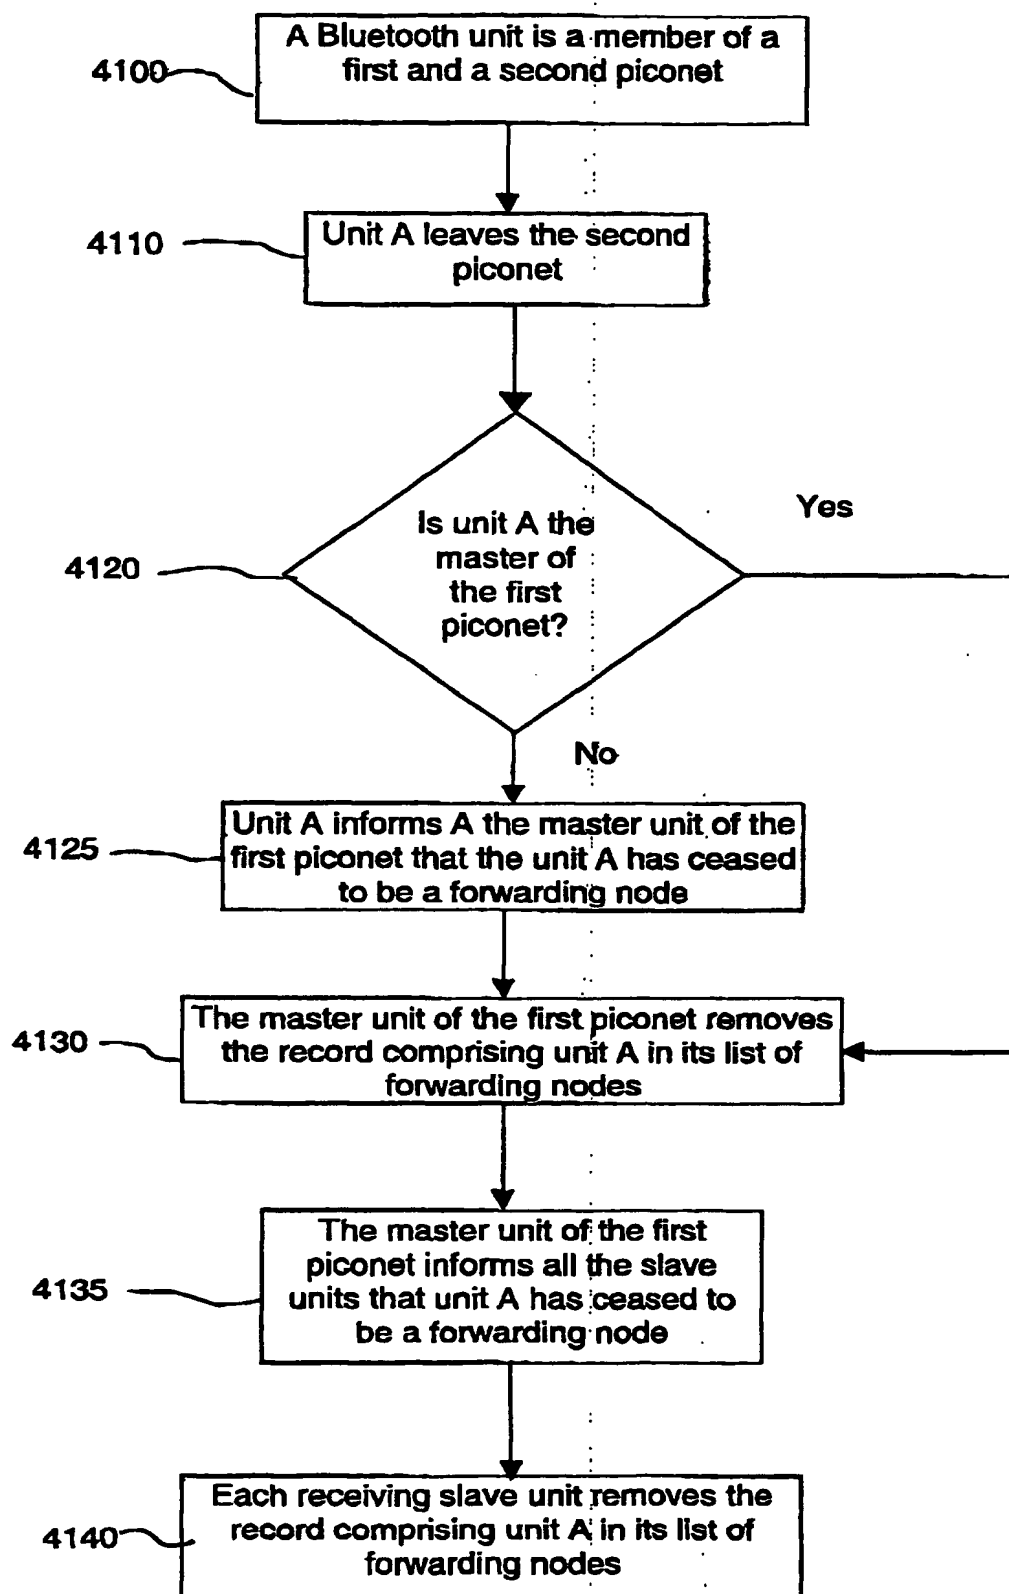 A Bluetooth unit is a member of a
first and a second piconet
4100
Unit A leaves the second
piconet
4110
Is unit A the
master of
the first
piconet?
4120
Yes
No
Unit A informs A the master unit of the
first piconet that the unit A has ceased
to be a forwarding node
4125
The master unit of the first piconet removes
the record comprising unit A in its list of
forwarding nodes
4130
The master unit of the first
piconet informs all the slave
units that unit A has ceased to
be a forwarding node
4135
Each receiving slave unit removes the
record comprising unit A in its list of
forwarding nodes
4140